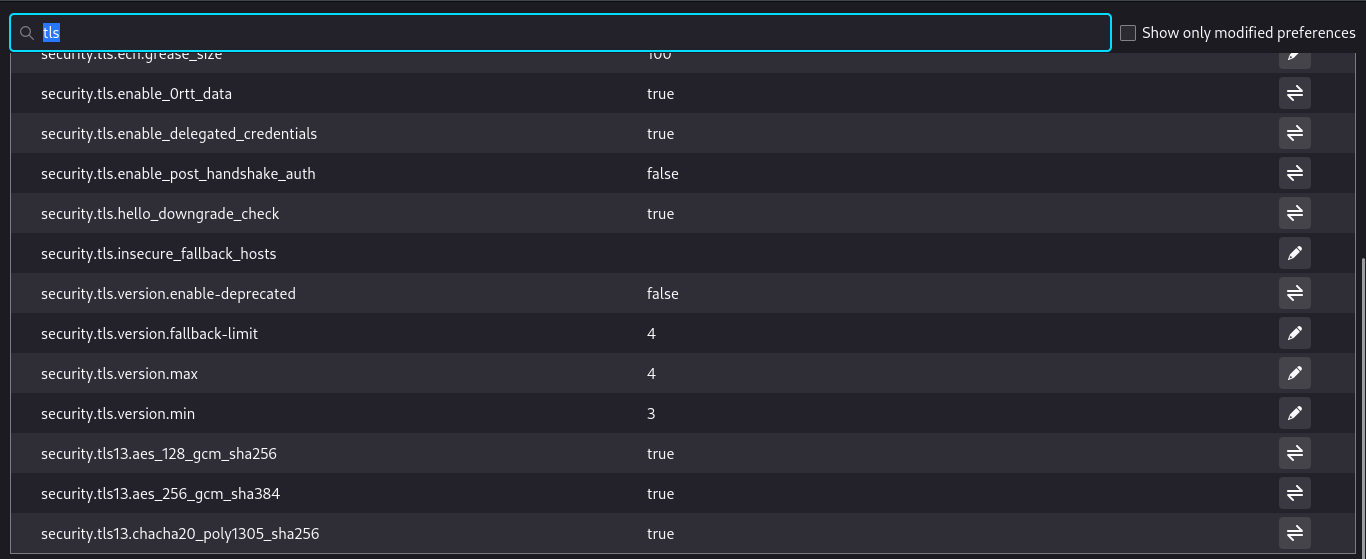 tls
Show only modified preferences
security.tls.ech.grease_size 100
security.tls.enable_0rtt_data true
security.tls.enable_delegated_credentials true
security.tls.enable_post_handshake_auth false
security.tls.hello_downgrade_check true
security.tls.insecure_fallback_hosts
security.tls.version.enable-deprecated false
security.tls.version.fallback-limit 4
security.tls.version.max 4
security.tls.version.min 3
security.tls13.aes_128_gcm_sha256 true
security.tls13.aes_256_gcm_sha384 true
security.tls13.chacha20_poly1305_sha256 true